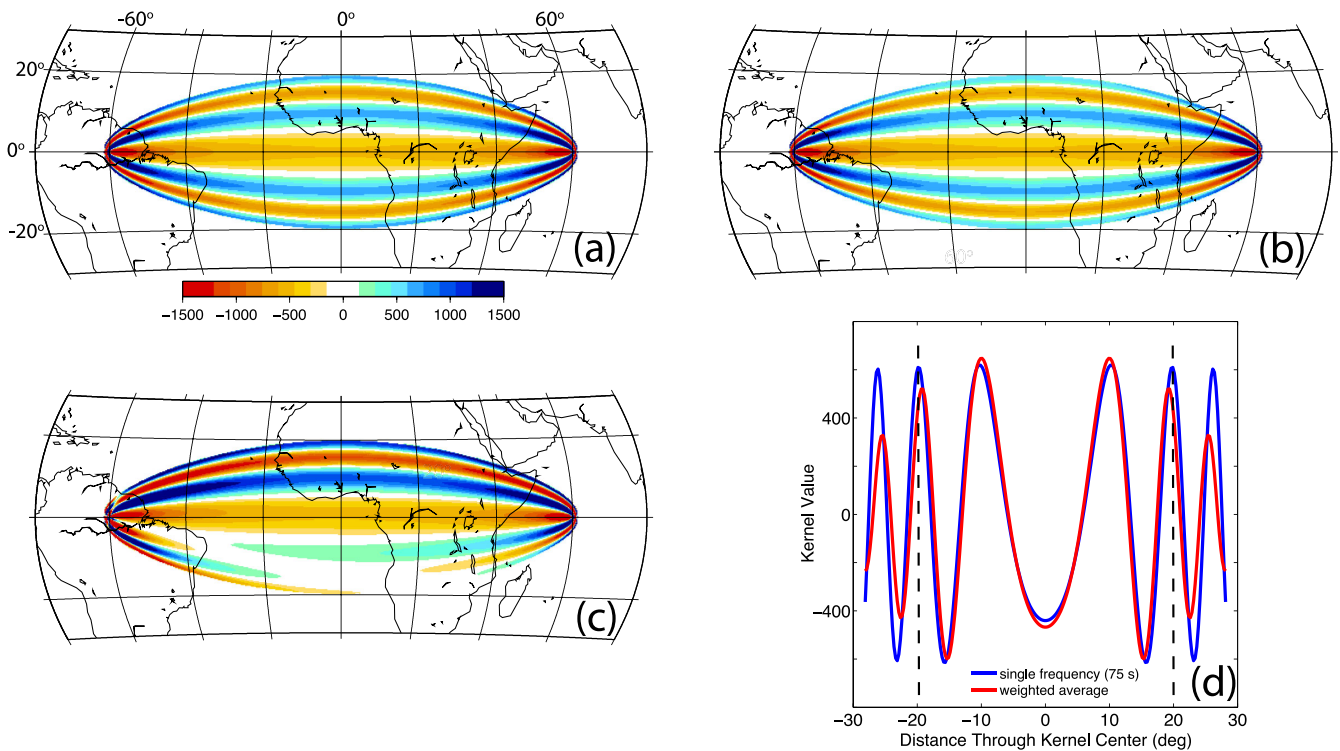 -60° 0° 60°
20°
0°
-20°
(a)
(b)
60°
−1500 −1000 −500 0 500 1000 1500
(c)
400
0
−400
Kernel Value
single frequency (75 s)
weighted average
(d)
−30 −20 −10 0 10 20 30
Distance Through Kernel Center (deg)